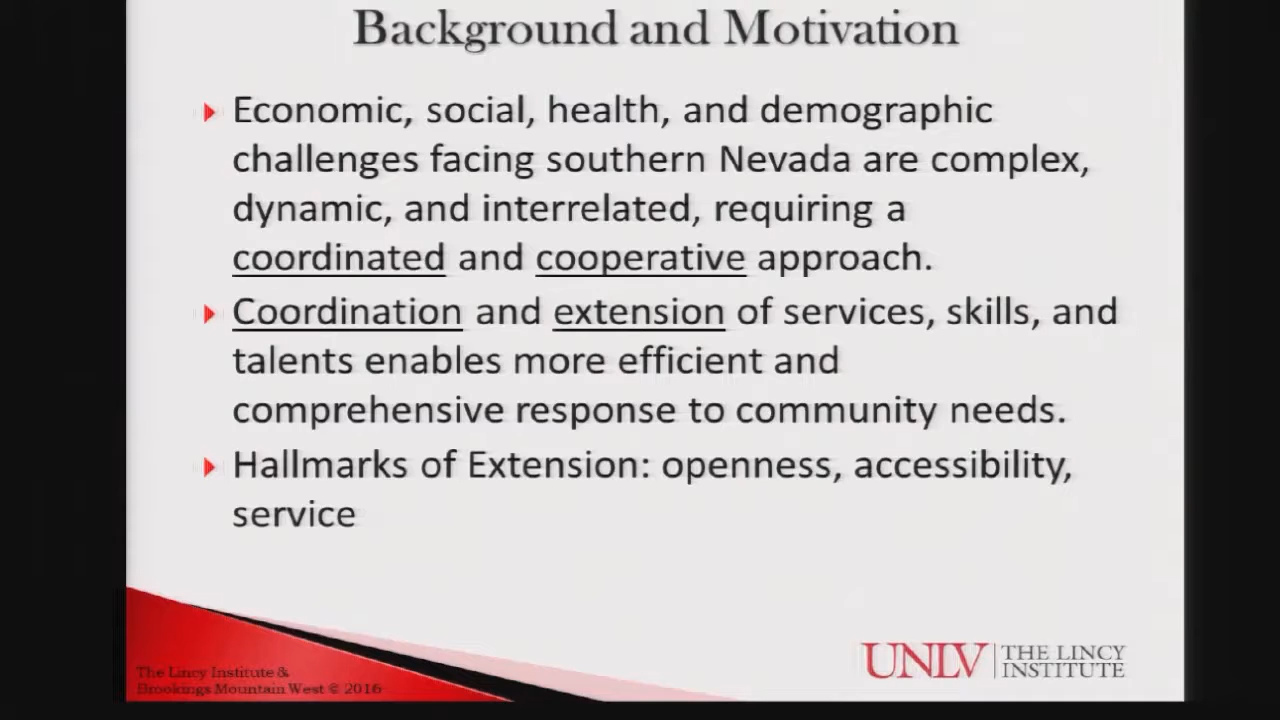 Background and Motivation
Economic, social, health, and demographic
challenges facing southern Nevada are complex,
dynamic, and interrelated, requiring a
coordinated and cooperative approach.
Coordination and extension of services, skills, and
talents enables more efficient and
comprehensive response to community needs.
Hallmarks of Extension: openness, accessibility,
service
The Lincy Institute &
Brookings Mountain West © 2016
UNLV THE LINCY
INSTITUTE